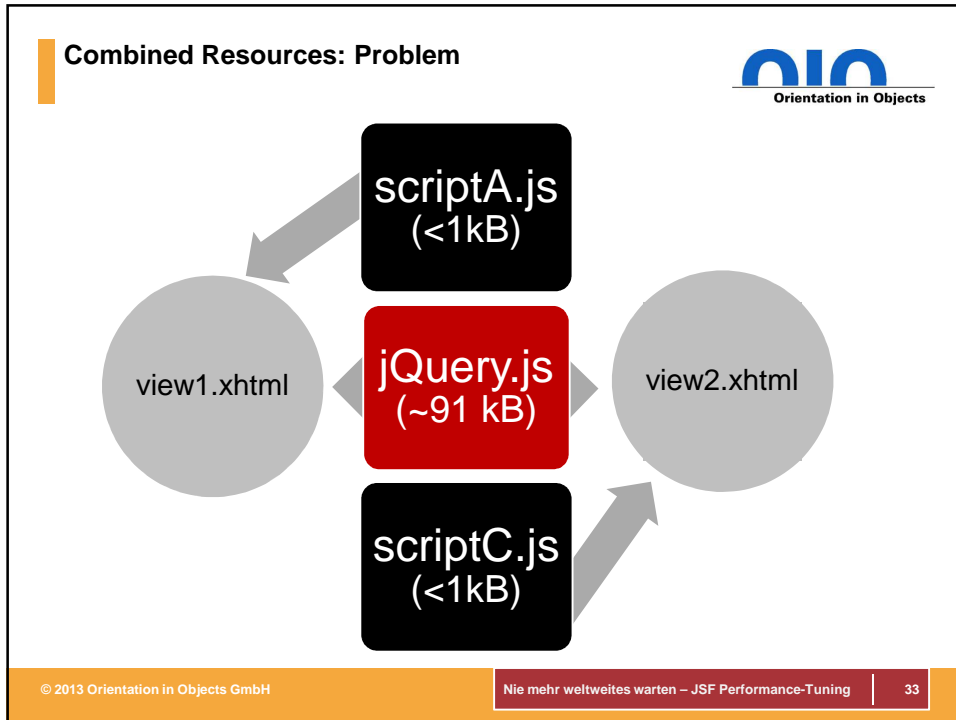 Combined Resources: Problem
OIO
Orientation in Objects
scriptA.js
(<1kB)
view1.xhtml
jQuery.js
(~91 kB)
view2.xhtml
scriptC.js
(<1kB)
© 2013 Orientation in Objects GmbH
Nie mehr weltweites warten – JSF Performance-Tuning
33